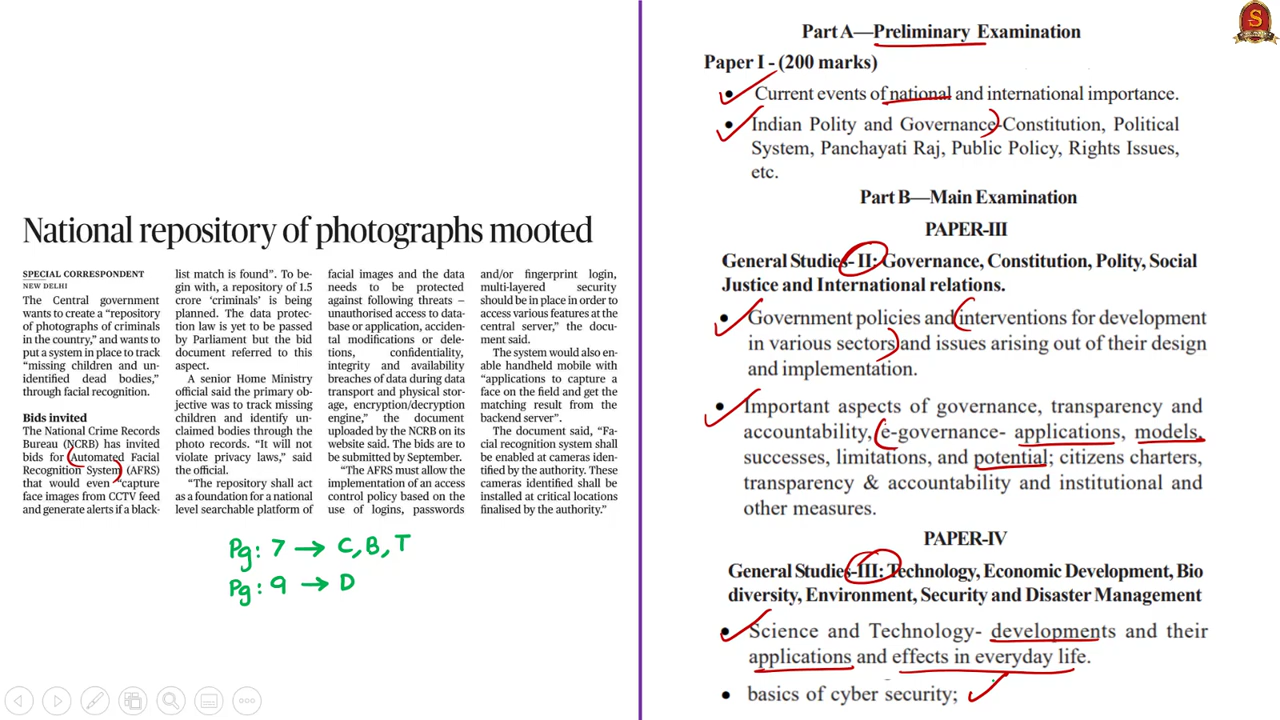 National repository of photographs mooted
SPECIAL CORRESPONDENT
NEW DELHI
The Central government
wants to create a “repository
of photographs of criminals
in the country,” and wants to
put a system in place to track
“missing children and un-
identified dead bodies,”
through facial recognition.
Bids invited
The National Crime Records
Bureau (NCRB) has invited
bids for Automated Facial
Recognition System (AFRS)
that would even “capture
face images from CCTV feed
and generate alerts if a black-
list match is found”. To be-
gin with, a repository of 1.5
crore ‘criminals’ is being
planned. The data protec-
tion law is yet to be passed
by Parliament but the bid
document referred to this
aspect.
A senior Home Ministry
official said the primary ob-
jective was to track missing
children and identify un-
claimed bodies through the
photo records. “It will not
violate privacy laws,” said
the official.
“The repository shall act
as a foundation for a national
level searchable platform of
facial images and the data
needs to be protected
against following threats –
unauthorised access to data-
base or application, acciden-
tal modifications or dele-
tions, confidentiality,
integrity and availability
breaches of data during data
transport and physical stor-
age, encryption/decryption
engine,” the document
uploaded by the NCRB on its
website said. The bids are to
be submitted by September.
“The AFRS must allow the
implementation of an access
control policy based on the
use of logins, passwords
and/or fingerprint login,
multi-layered security
should be in place in order to
access various features at the
central server,” the docu-
ment said.
The system would also en-
able handheld mobile with
“applications to capture a
face on the field and get the
matching result from the
backend server”.
The document said, “Fa-
cial recognition system shall
be enabled at cameras iden-
tified by the authority. These
cameras identified shall be
installed at critical locations
finalised by the authority.”
Pg: 7 → C, B, T
Pg: 9 → D
Part A—Preliminary Examination
Paper I - (200 marks)
• Current events of national and international importance.
• Indian Polity and Governance-Constitution, Political
System, Panchayati Raj, Public Policy, Rights Issues,
etc.
Part B—Main Examination
PAPER-III
General Studies- II: Governance, Constitution, Polity, Social
Justice and International relations.
• Government policies and interventions for development
in various sectors and issues arising out of their design
and implementation.
• Important aspects of governance, transparency and
accountability, e-governance- applications, models,
successes, limitations, and potential; citizens charters,
transparency & accountability and institutional and
other measures.
PAPER-IV
General Studies-III: Technology, Economic Development, Bio
diversity, Environment, Security and Disaster Management
• Science and Technology- developments and their
applications and effects in everyday life.
• basics of cyber security;
S